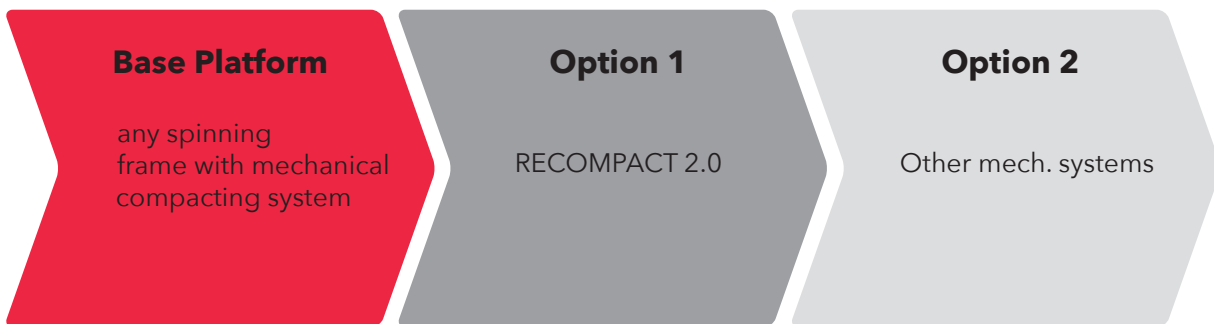 Base Platform
any spinning
frame with mechanical
compacting system
Option 1
RECOMPACT 2.0
Option 2
Other mech. systems